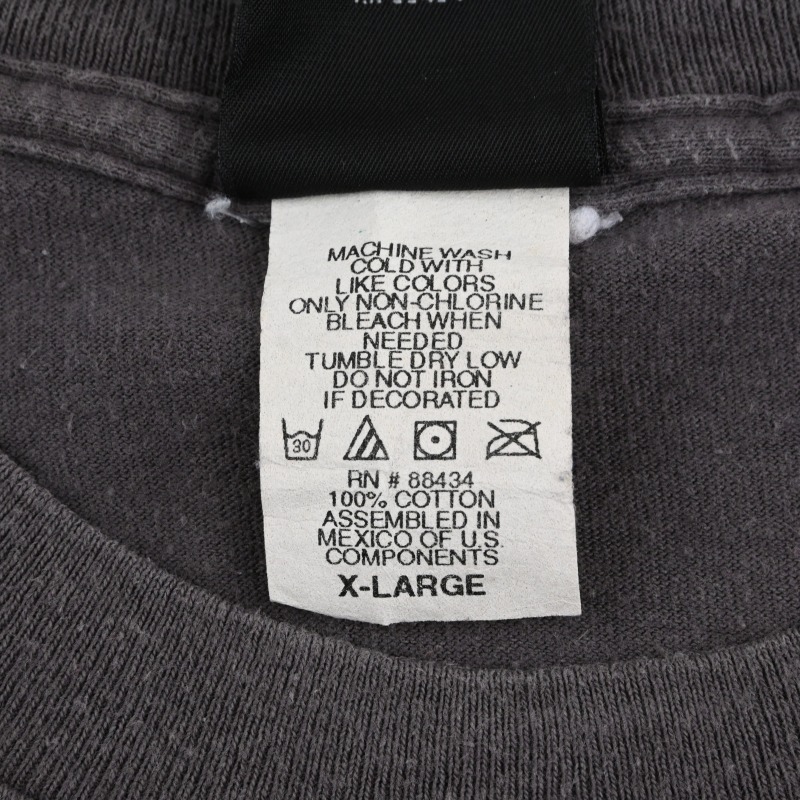 MACHINE WASH
COLD WITH
LIKE COLORS
ONLY NON-CHLORINE
BLEACH WHEN
NEEDED
TUMBLE DRY LOW
DO NOT IRON
IF DECORATED
30
RN # 88434
100% COTTON
ASSEMBLED IN
MEXICO OF U.S.
COMPONENTS
X-LARGE